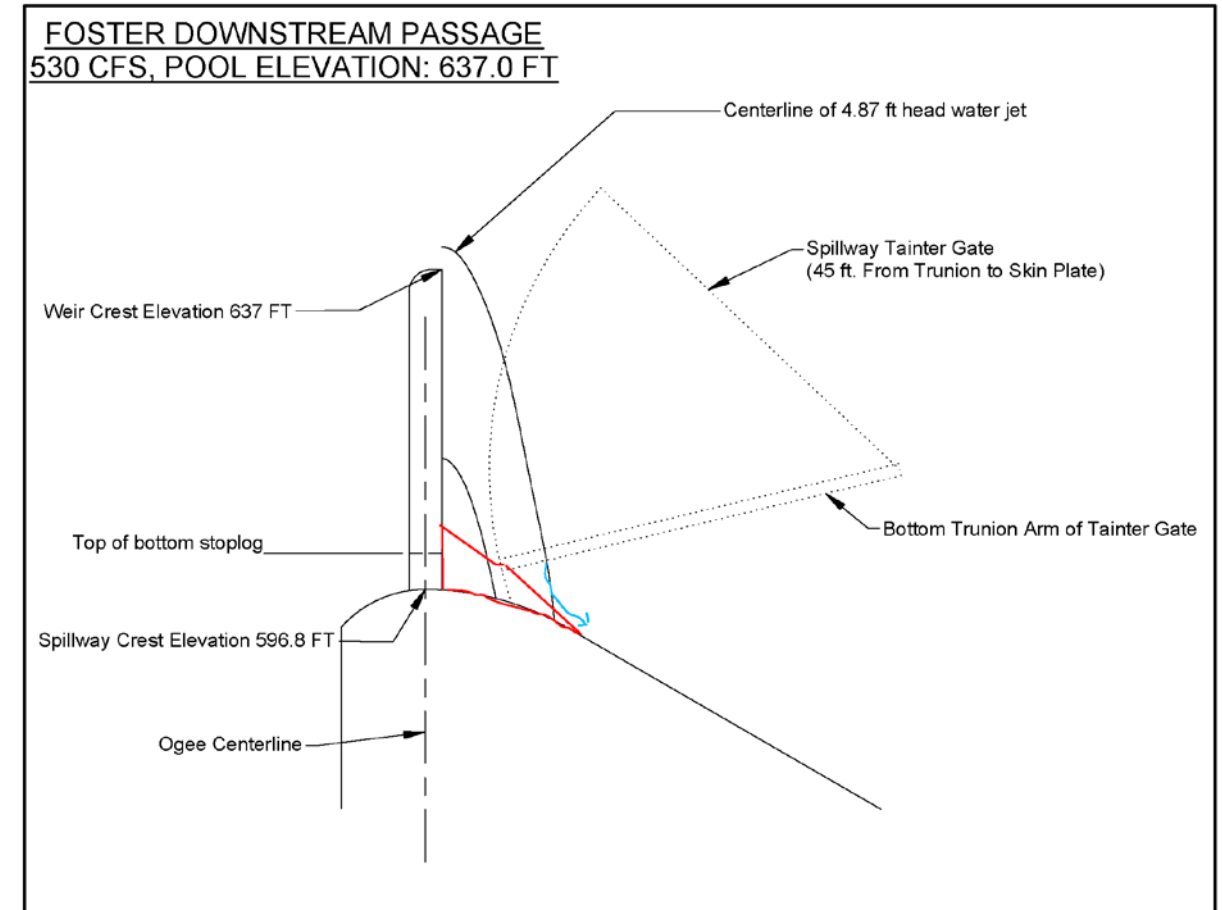 FOSTER DOWNSTREAM PASSAGE
530 CFS, POOL ELEVATION: 637.0 FT
Centerline of 4.87 ft head water jet
Spillway Tainter Gate
(45 ft. From Trunion to Skin Plate)
Weir Crest Elevation 637 FT
Bottom Trunion Arm of Tainter Gate
Top of bottom stoplog
Spillway Crest Elevation 596.8 FT
Ogee Centerline